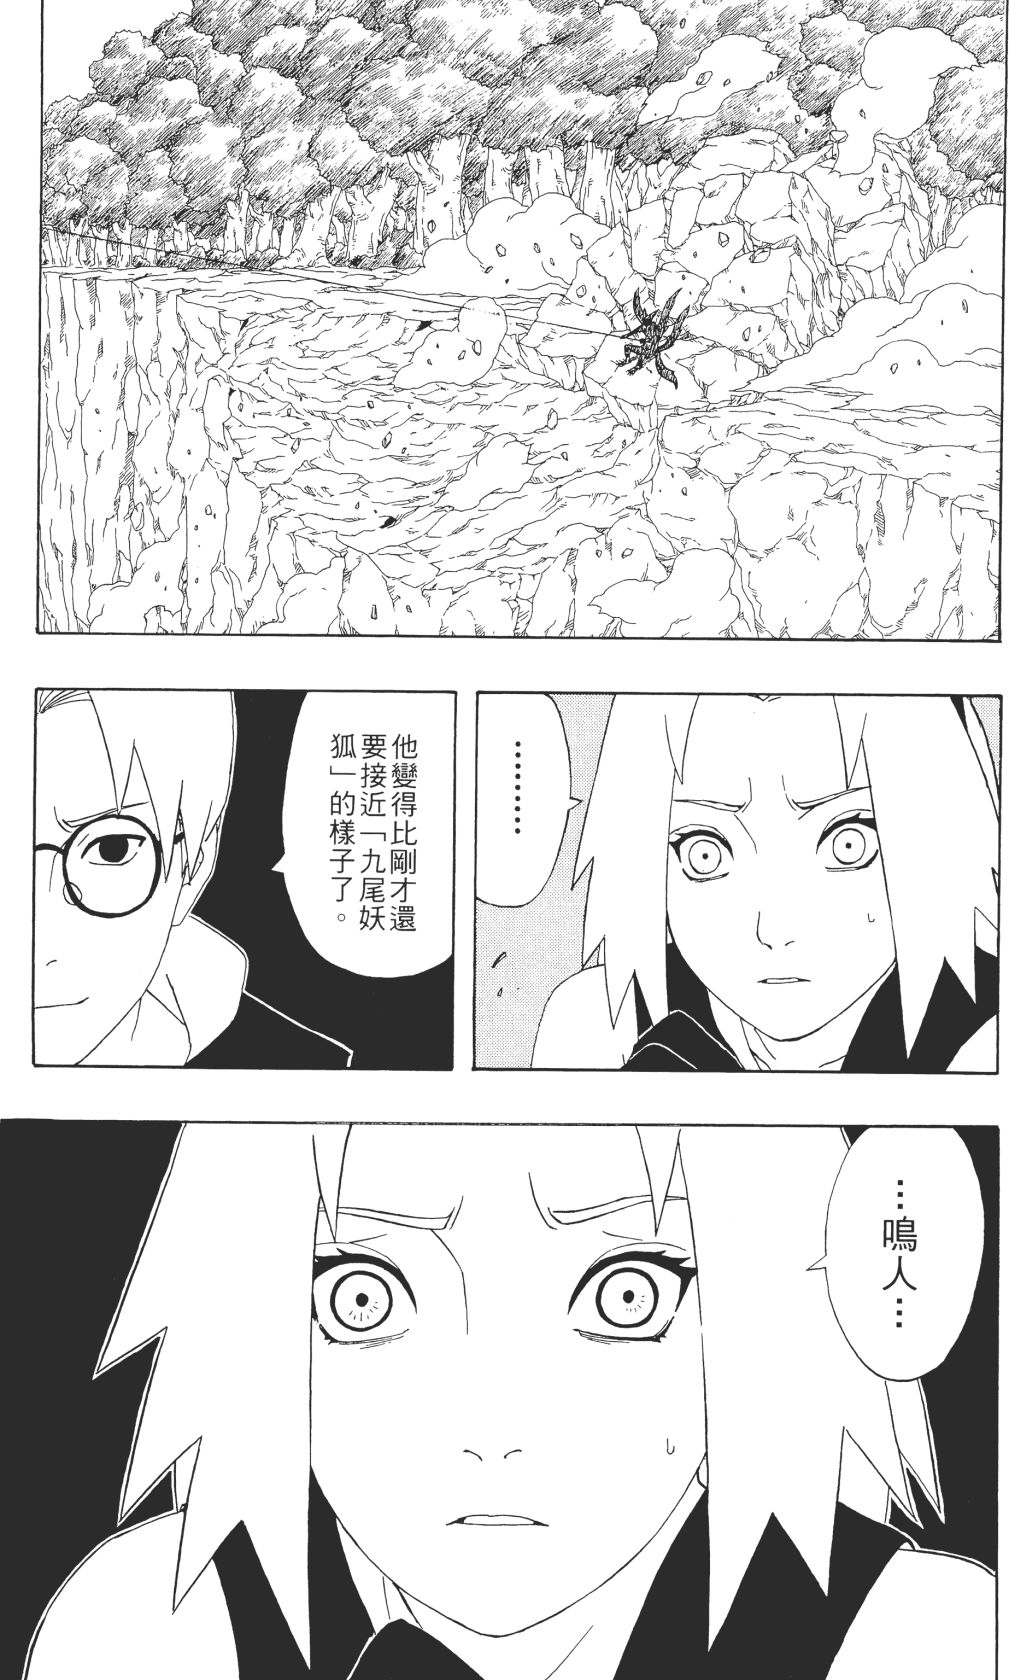 ………
他變得比剛才還
要接近「九尾妖
狐」的樣子了。
…鳴人…